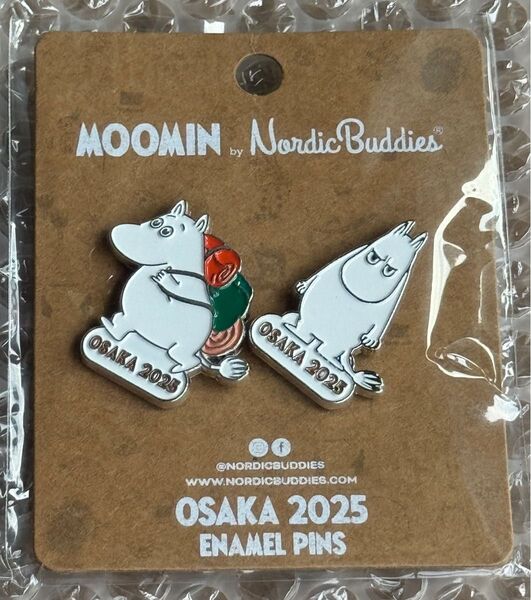 MOOMIN by NordicBuddies®
OSAKA 2025
OSAKA 2025
@NORDICBUDDIES
WWW.NORDICBUDDIES.COM
OSAKA 2025
ENAMEL PINS